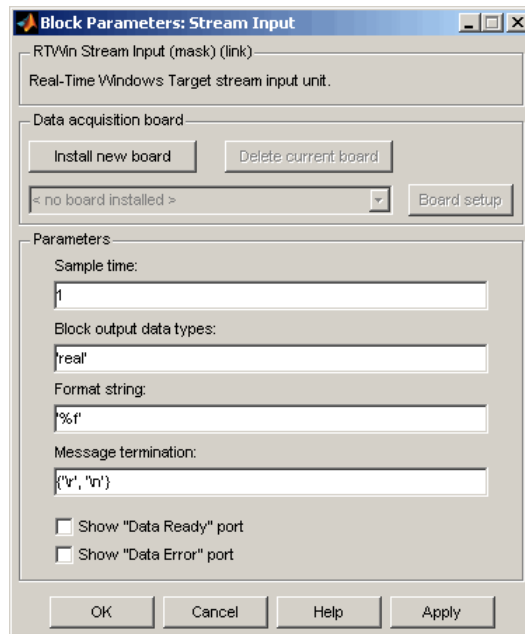 Block Parameters: Stream Input
RTWin Stream Input (mask) (link)
Real-Time Windows Target stream input unit.
Data acquisition board
Install new board
Delete current board
< no board installed >
Board setup
Parameters
Sample time:
1
Block output data types:
'real'
Format string:
'%f'
Message termination:
{'\r', '\n'}
Show "Data Ready" port
Show "Data Error" port
OK
Cancel
Help
Apply